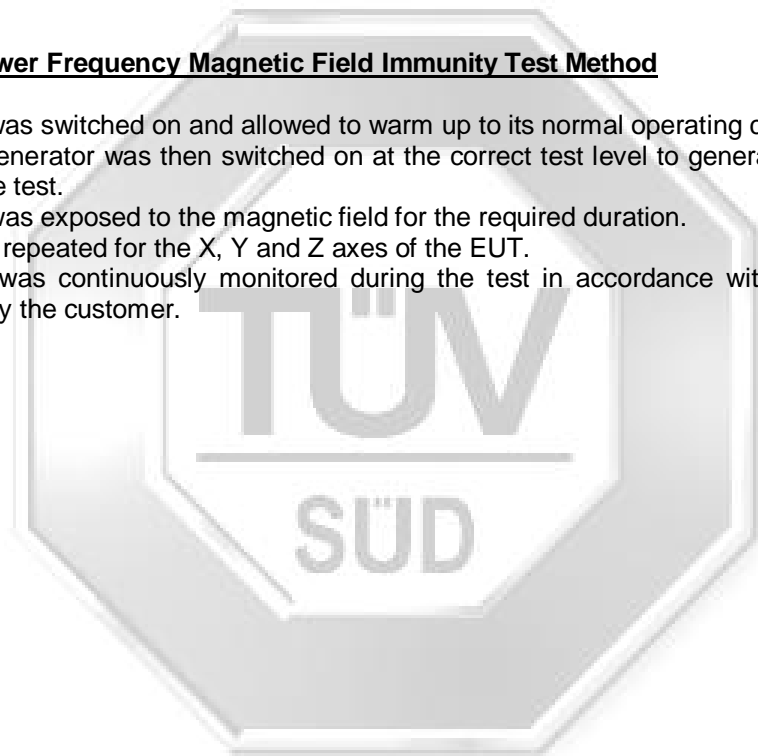 wer Frequency Magnetic Field Immunity Test Method
was switched on and allowed to warm up to its normal operating
enerator was then switched on at the correct test level to
e test.
was exposed to the magnetic field for the required duration.
repeated for the X, Y and Z axes of the EUT.
was continuously monitored during the test in accordance
y the customer.
TÜV
SÜD